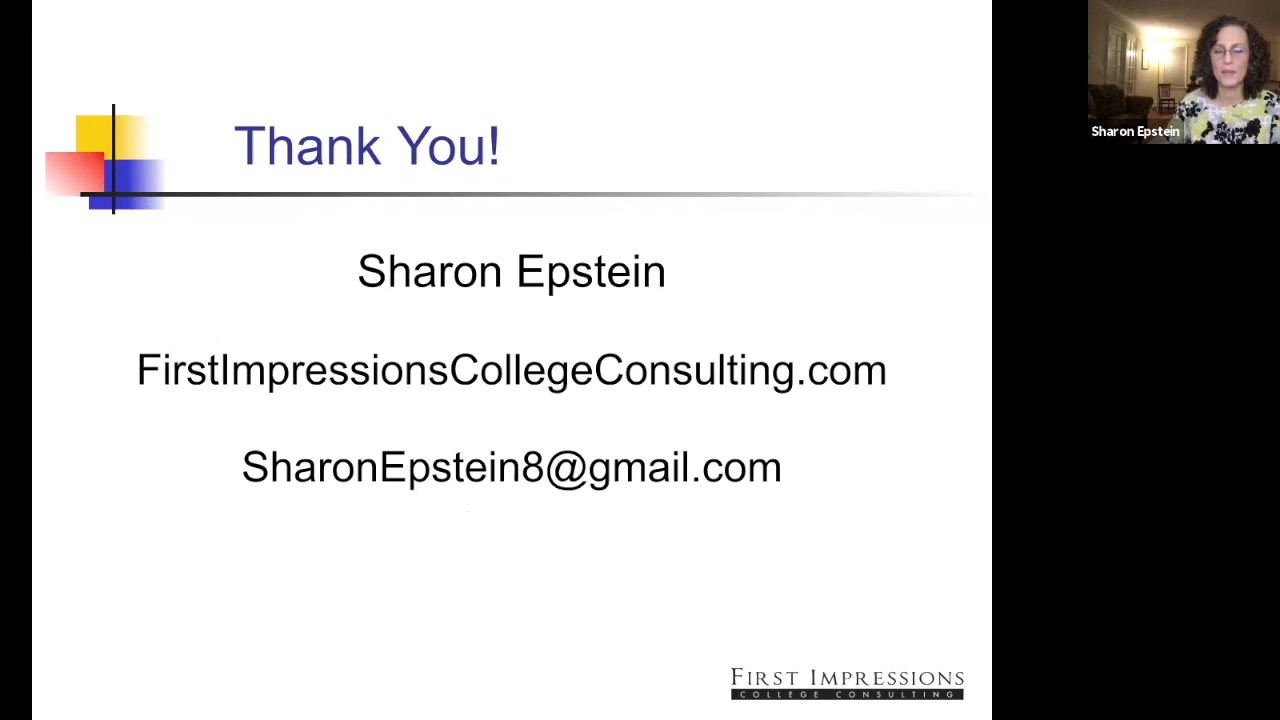 Thank You!
Sharon Epstein
FirstImpressionsCollegeConsulting.com
SharonEpstein8@gmail.com
FIRST IMPRESSIONS
COLLEGE CONSULTING
Sharon Epstein